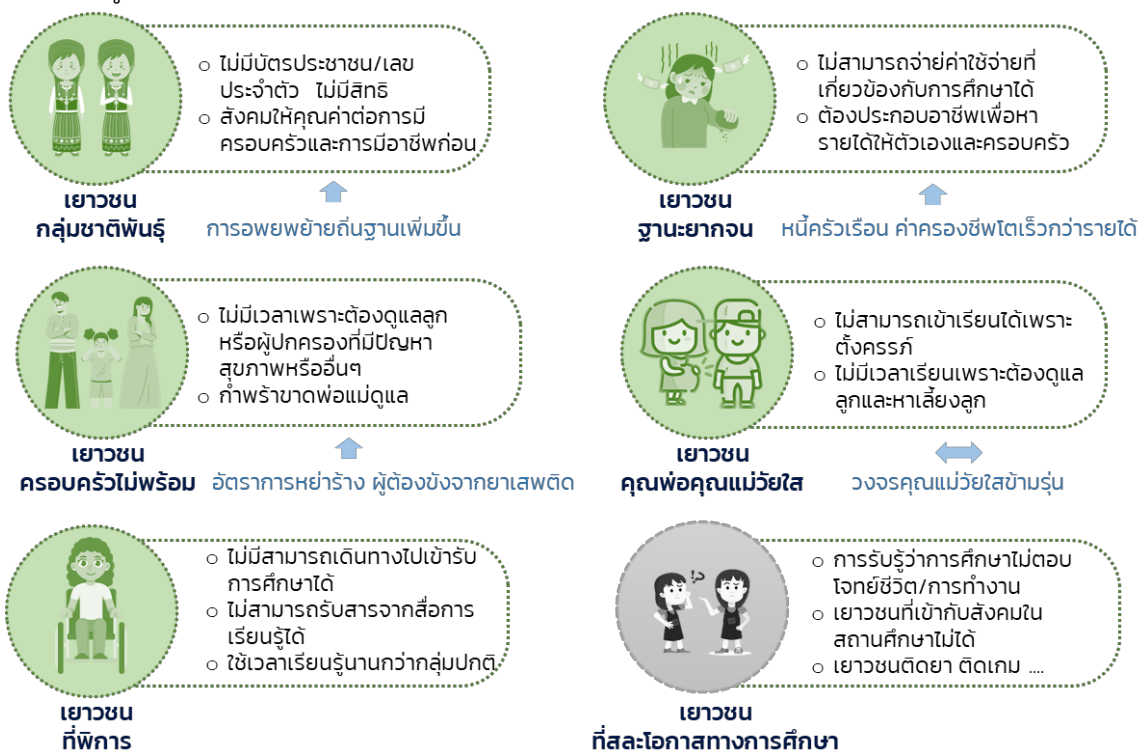 ○ ไม่มีบัตรประชาชน/เลข
ประจำตัว ไม่มีสิทธิ
○ สังคมให้คุณค่าต่อการมี
ครอบครัวและการมีอาชีพก่อน
เยาวชน
กลุ่มชาติพันธุ์
การอพยพย้ายถิ่นฐานเพิ่มขึ้น
○ ไม่สามารถจ่ายค่าใช้จ่ายที่
เกี่ยวข้องกับการศึกษาได้
○ ต้องประกอบอาชีพเพื่อหา
รายได้ให้ตัวเองและครอบครัว
เยาวชน
ฐานะยากจน
หนี้ครัวเรือน ค่าครองชีพโตเร็วกว่ารายได้
○ ไม่มีเวลาเพราะต้องดูแลลูก
หรือผู้ปกครองที่มีปัญหา
สุขภาพหรืออื่นๆ
○ กำพร้าขาดพ่อแม่ดูแล
เยาวชน
ครอบครัวไม่พร้อม
อัตราการหย่าร้าง ผู้ต้องขังจากยาเสพติด
○ ไม่สามารถเข้าเรียนได้เพราะ
ตั้งครรภ์
○ ไม่มีเวลาเรียนเพราะต้องดูแล
ลูกและหาเลี้ยงลูก
เยาวชน
คุณพ่อคุณแม่วัยใส
วงจรคุณแม่วัยใสข้ามรุ่น
○ ไม่มีสามารถเดินทางไปเข้ารับ
การศึกษาได้
○ ไม่สามารถรับสารจากสื่อการ
เรียนรู้ได้
○ ใช้เวลาเรียนรู้นานกว่ากลุ่มปกติ
เยาวชน
ที่พิการ
!?
○ การรับรู้ว่าการศึกษาไม่ตอบ
โจทย์ชีวิต/การทำงาน
○ เยาวชนที่เข้ากับสังคมใน
สถานศึกษาไม่ได้
○ เยาวชนติดยา ติดเกม ....
เยาวชน
ที่สละโอกาสทางการศึกษา